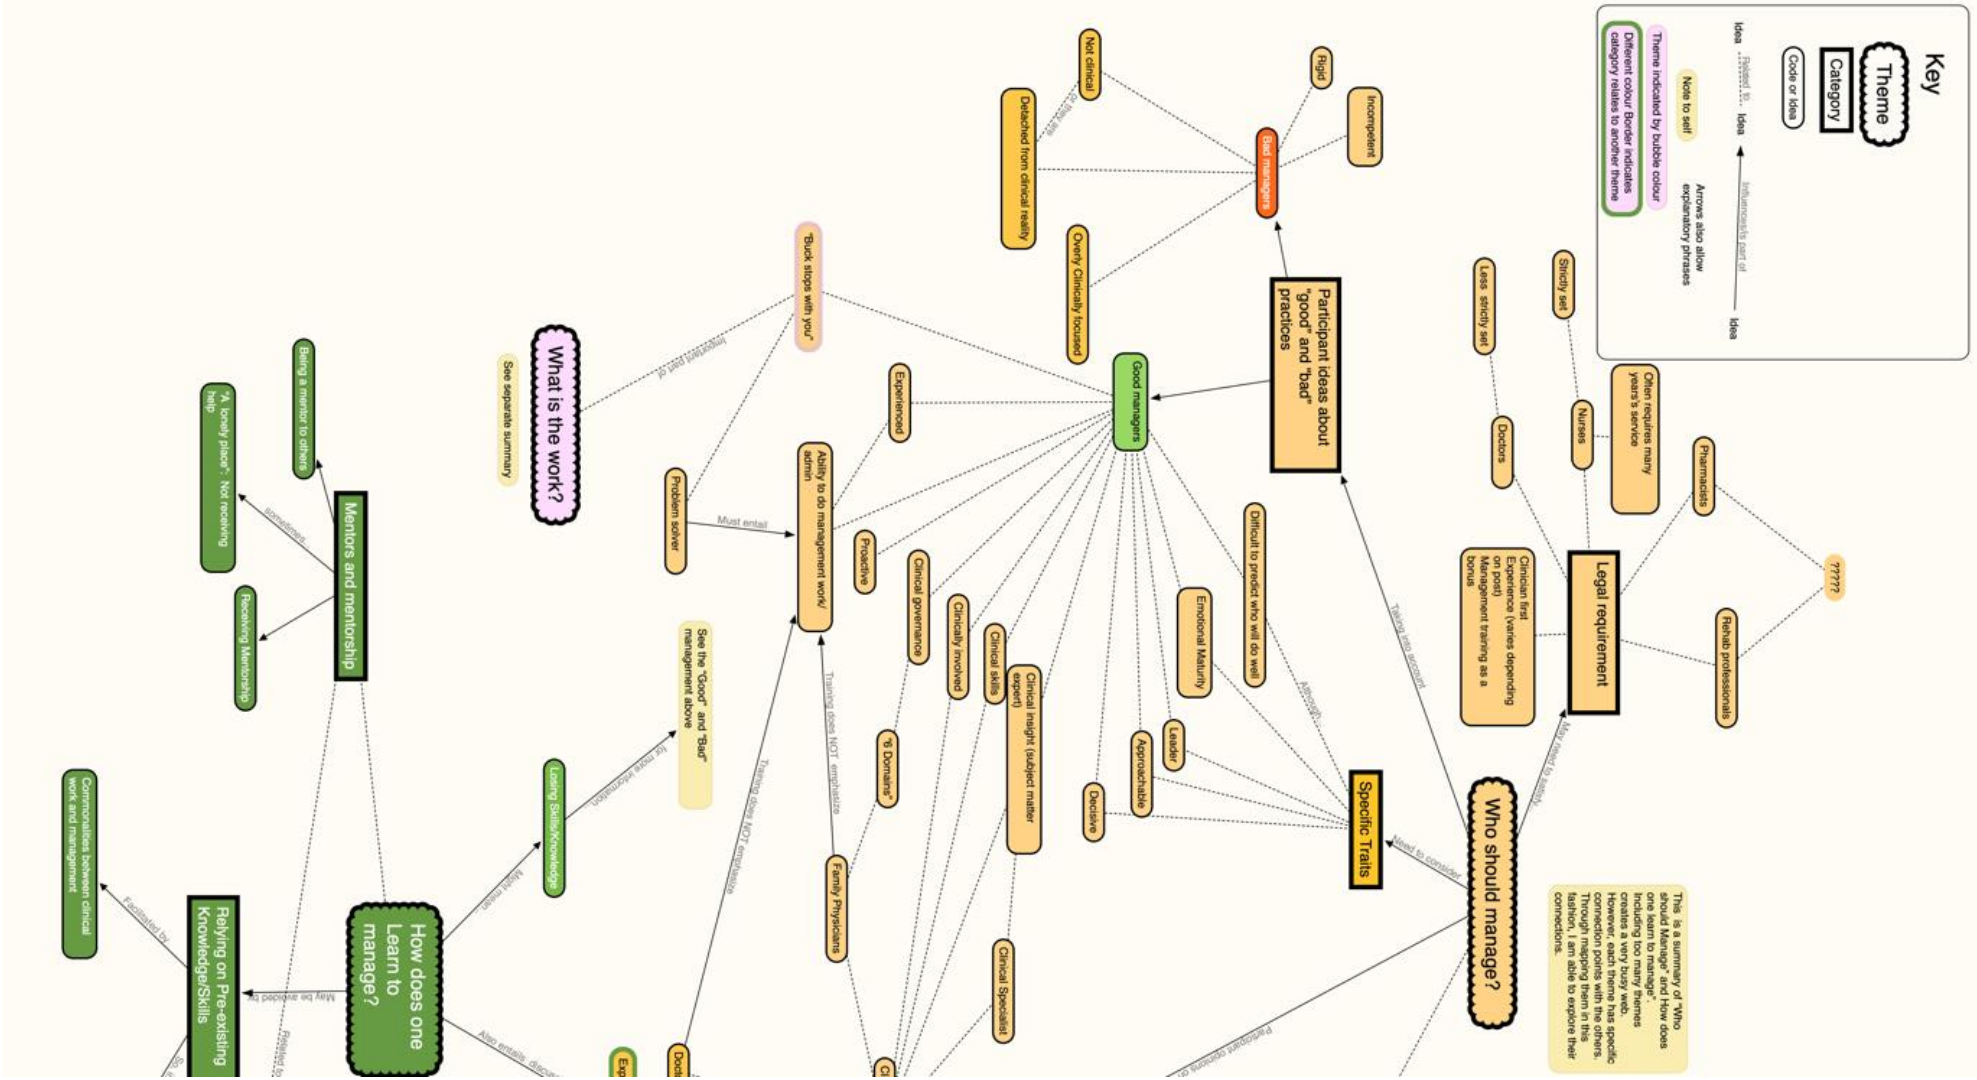 Key
Theme
Category
Code or Idea
Idea
Related to
Idea
Influences/is part of
Idea
Note to self
Arrows also allow
explanatory phrases
Theme indicated by bubble colour
Different colour Border indicates
category relates to another theme
Strictly set
Less strictly set
Often requires many
years's service
Nurses
Doctors
Pharmacists
?????
Rehab professionals
Legal requirement
Clinician first
Experience (varies depending
on post)
Management training as a
bonus
May need to satisfy
Who should manage?
This is a summary of "Who
should Manage" and How does
one learn to manage".
Including too many themes
creates a very busy web.
However, each theme has specific
connection points with the others.
Through mapping them in this
fashion, I am able to explore their
connections.
Taking into account
Need to consider
Participant opinions on
Participant ideas about
"good" and "bad"
practices
Rigid
Incompetent
Bad managers
Not clinical
or they are
Detached from clinical reality
Overly Clinically focused
Good managers
Difficult to predict who will do well
although...
Specific Traits
Emotional Maturity
Leader
Approachable
Decisive
Clinical insight (subject matter
expert)
Clinical skills
Clinically involved
Clinical governance
"6 Domains"
Proactive
Experienced
Ability to do management work/
admin
Family Physicians
Clinical Specialist
Training does NOT emphasize
Training does NOT emphasize
"Buck stops with you"
Important part of
Problem solver
Must entail
What is the work?
See separate summary
See the "Good" and "Bad"
management above
for more information
Losing Skills/Knowledge
Might mean..
Being a mentor to others
"A lonely place": Not receiving
help
sometimes
Receiving Mentorship
Mentors and mentorship
How does one
Learn to
manage?
Commonalities between clinical
work and management
Facilitated by
Relying on Pre-existing
Knowledge/Skills
May be avoided by
Related to
Also entails